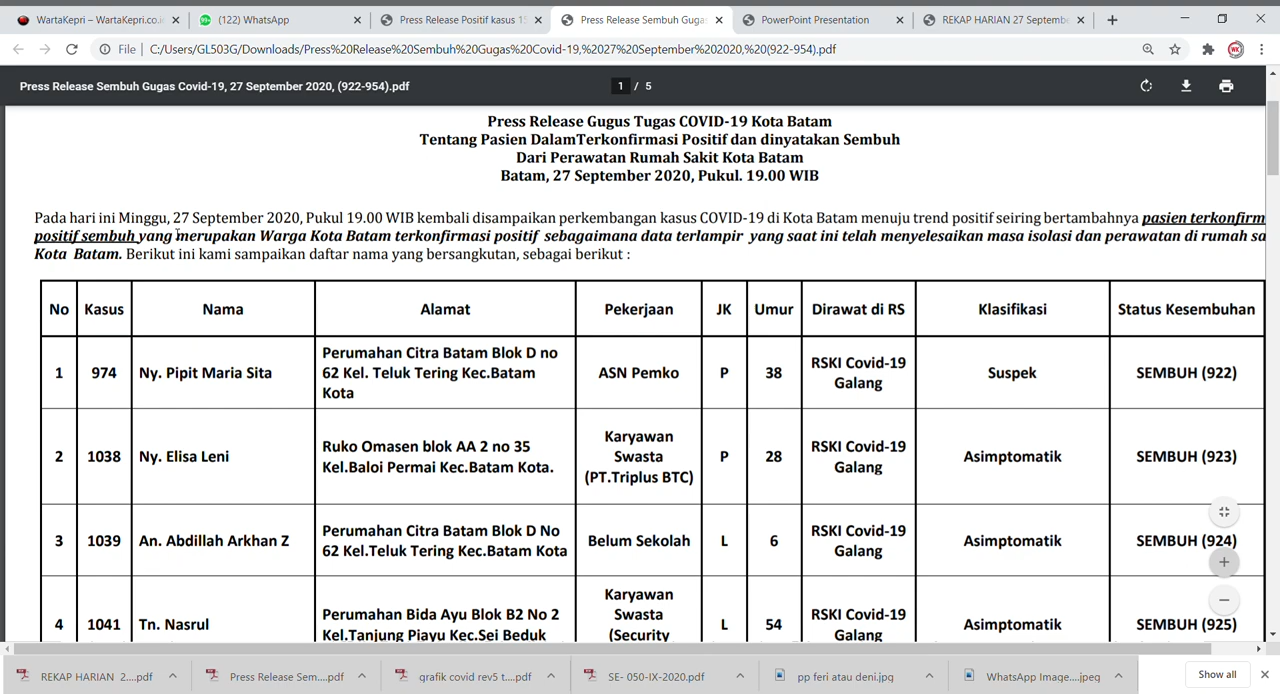 WartaKepri – WartaKepri.co.i
(122) WhatsApp
Press Release Positif kasus 1
Press Release Sembuh Guga
PowerPoint Presentation
REKAP HARIAN 27 Septemb
File
C:/Users/GL503G/Downloads/Press%20Release%20Sembuh%20Gugas%20Covid-19,%2027%20September%202020,%20(922-954).pdf
Press Release Sembuh Gugas Covid-19, 27 September 2020, (922-954).pdf
1 / 5
Press Release Gugus Tugas COVID-19 Kota Batam
Tentang Pasien DalamTerkonfirmasi Positif dan dinyatakan Sembuh
Dari Perawatan Rumah Sakit Kota Batam
Batam, 27 September 2020, Pukul. 19.00 WIB
Pada hari ini Minggu, 27 September 2020, Pukul 19.00 WIB kembali disampaikan perkembangan kasus COVID-19 di Kota Batam menuju trend positif seiring bertambahnya pasien terkonfirm
positif sembuh yang merupakan Warga Kota Batam terkonfirmasi positif sebagaimana data terlampir yang saat ini telah menyelesaikan masa isolasi dan perawatan di rumah sa
Kota Batam. Berikut ini kami sampaikan daftar nama yang bersangkutan, sebagai berikut :
No Kasus Nama Alamat Pekerjaan JK Umur Dirawat di RS Klasifikasi Status Kesembuhan
1 974 Ny. Pipit Maria Sita
Perumahan Citra Batam Blok D no
62 Kel. Teluk Tering Kec.Batam
Kota
ASN Pemko P 38
RSKI Covid-19
Galang
Suspek SEMBUH (922)
2 1038 Ny. Elisa Leni
Ruko Omasen blok AA 2 no 35
Kel.Baloi Permai Kec.Batam Kota.
Karyawan
Swasta
(PT.Triplus BTC)
P 28
RSKI Covid-19
Galang
Asimptomatik SEMBUH (923)
3 1039 An. Abdillah Arkhan Z
Perumahan Citra Batam Blok D No
62 Kel.Teluk Tering Kec.Batam Kota
Belum Sekolah L 6
RSKI Covid-19
Galang
Asimptomatik SEMBUH (924)
4 1041 Tn. Nasrul
Perumahan Bida Ayu Blok B2 No 2
Kel.Tanjung Piayu Kec.Sei Beduk
Karyawan
Swasta
(Security
L 54
RSKI Covid-19
Galang
Asimptomatik SEMBUH (925)
REKAP HARIAN 2....pdf
Press Release Sem....pdf
grafik covid rev5 t....pdf
SE- 050-IX-2020.pdf
pp feri atau deni.jpg
WhatsApp Image....jpeg
Show all